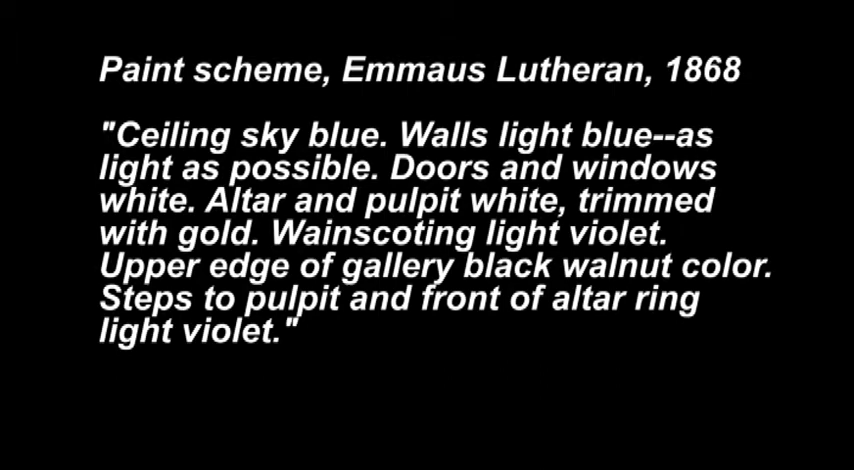 Paint scheme, Emmaus Lutheran, 1868
"Ceiling sky blue. Walls light blue--as
light as possible. Doors and windows
white. Altar and pulpit white, trimmed
with gold. Wainscoting light violet.
Upper edge of gallery black walnut color.
Steps to pulpit and front of altar ring
light violet."